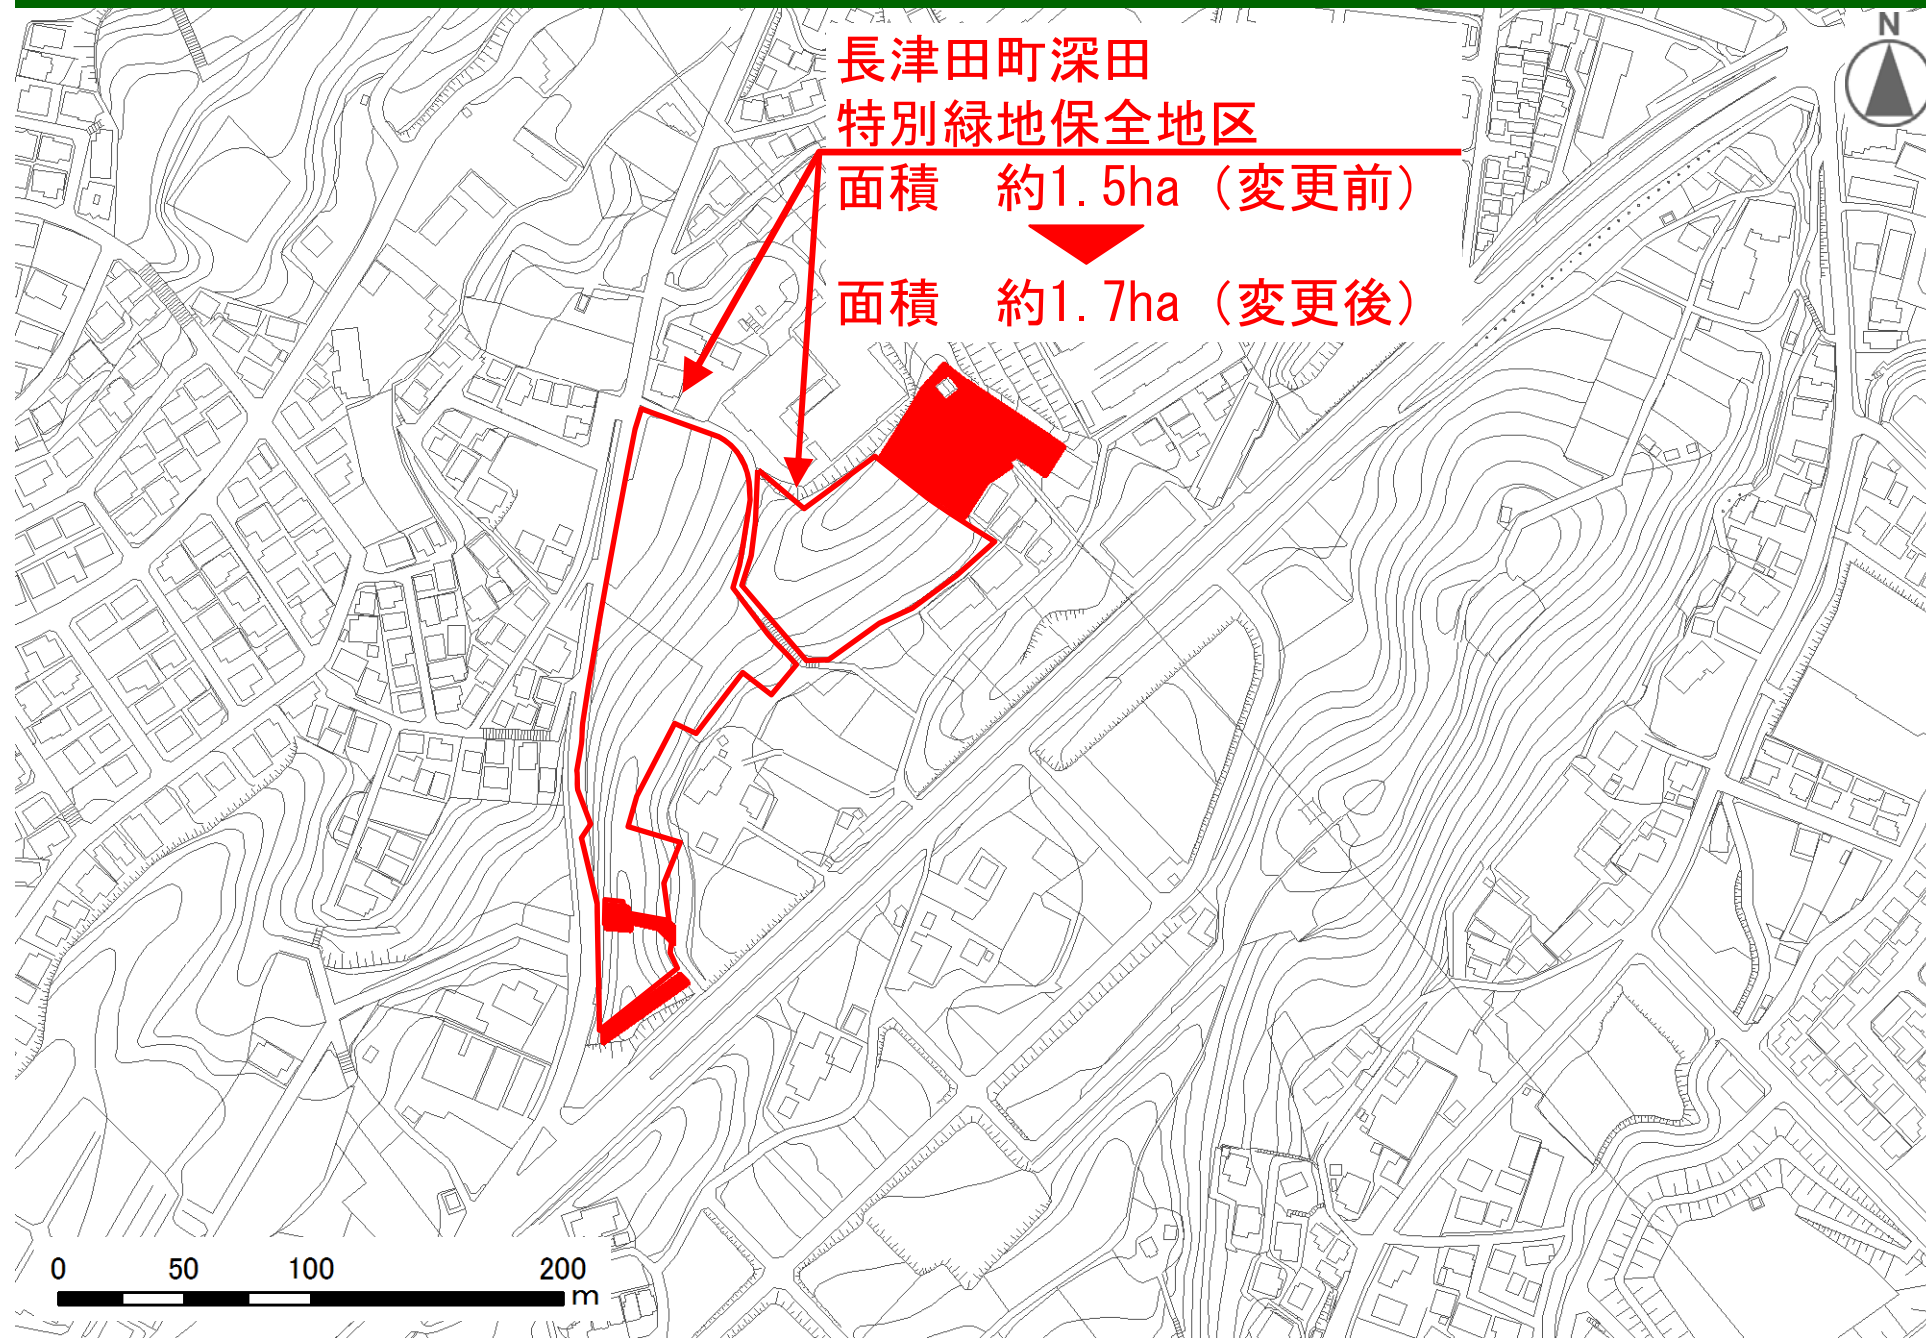 N
長津田町深田
特別緑地保全地区
面積　約1.5ha（変更前）
面積　約1.7ha（変更後）
0 50 100 200
m